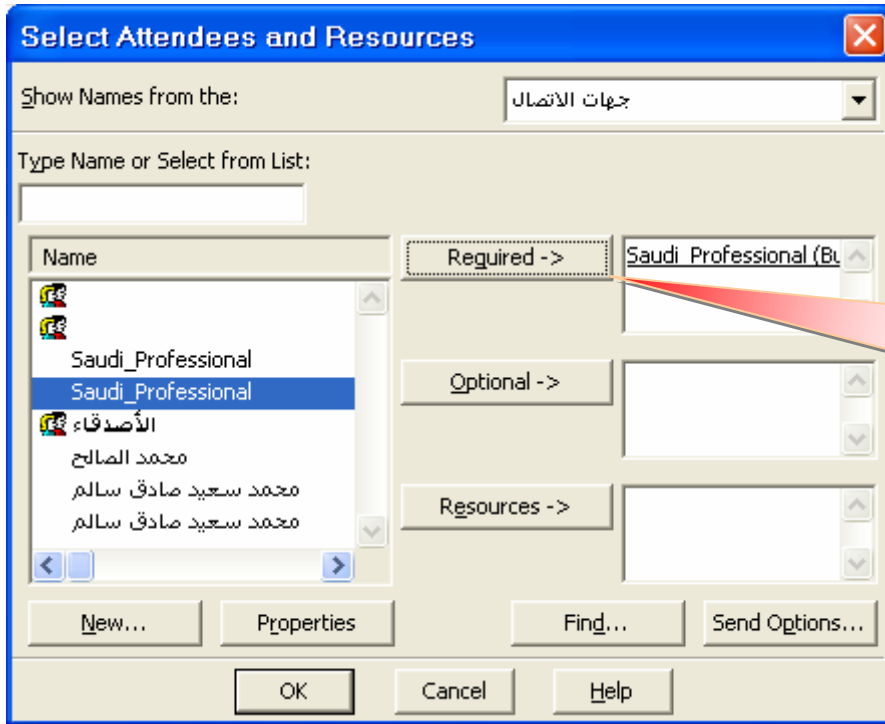 Select Attendees and Resources
Show Names from the:
جهات الاتصال
Type Name or Select from List:
Name
Saudi_Professional
Saudi_Professional
الأصدقاء
محمد الصالح
محمد سعيد صادق سالم
محمد سعيد صادق سالم
Required ->
Saudi_Professional (Bu
Optional ->
Resources ->
New...
Properties
Find...
Send Options...
OK
Cancel
Help